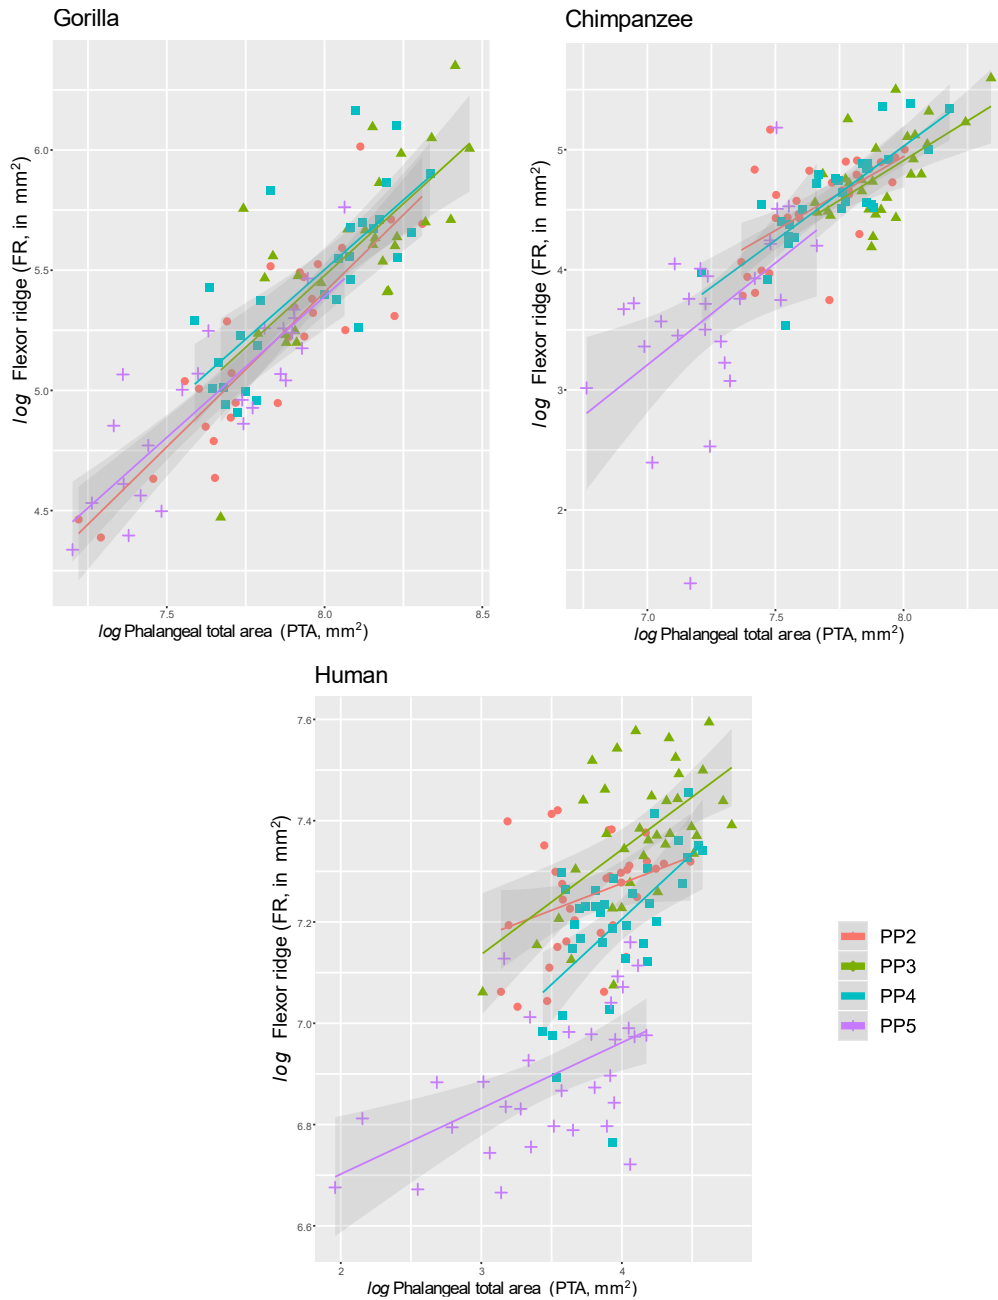 Gorilla
log Flexor ridge (FR, in mm²)
6.0
5.5
5.0
4.5
7.5 8.0 8.5
log Phalangeal total area (PTA, mm²)
Chimpanzee
log Flexor ridge (FR, in mm²)
5
4
3
2
7.0 7.5 8.0
log Phalangeal total area (PTA, mm²)
Human
log Flexor ridge (FR, in mm²)
7.6
7.4
7.2
7.0
6.8
6.6
2 3 4
log Phalangeal total area (PTA, mm²)
PP2
PP3
PP4
PP5